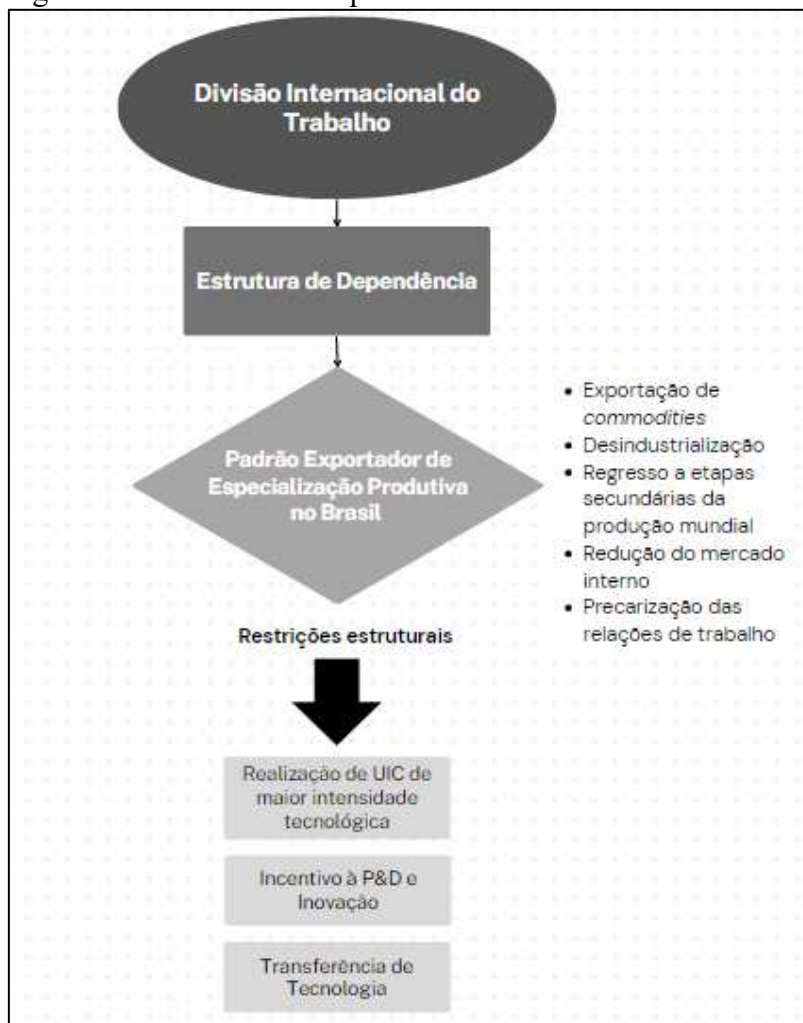 Divisão Internacional do
Trabalho
Estrutura de Dependência
Padrão Exportador de
Especialização Produtiva
no Brasil
• Exportação de
commodities
• Desindustrialização
• Regresso a etapas
secundárias da
produção mundial
• Redução do mercado
interno
• Precarização das
relações de trabalho
Restrições estruturais
Realização de UIC de
maior intensidade
tecnológica
Incentivo à P&D e
Inovação
Transferência de
Tecnologia